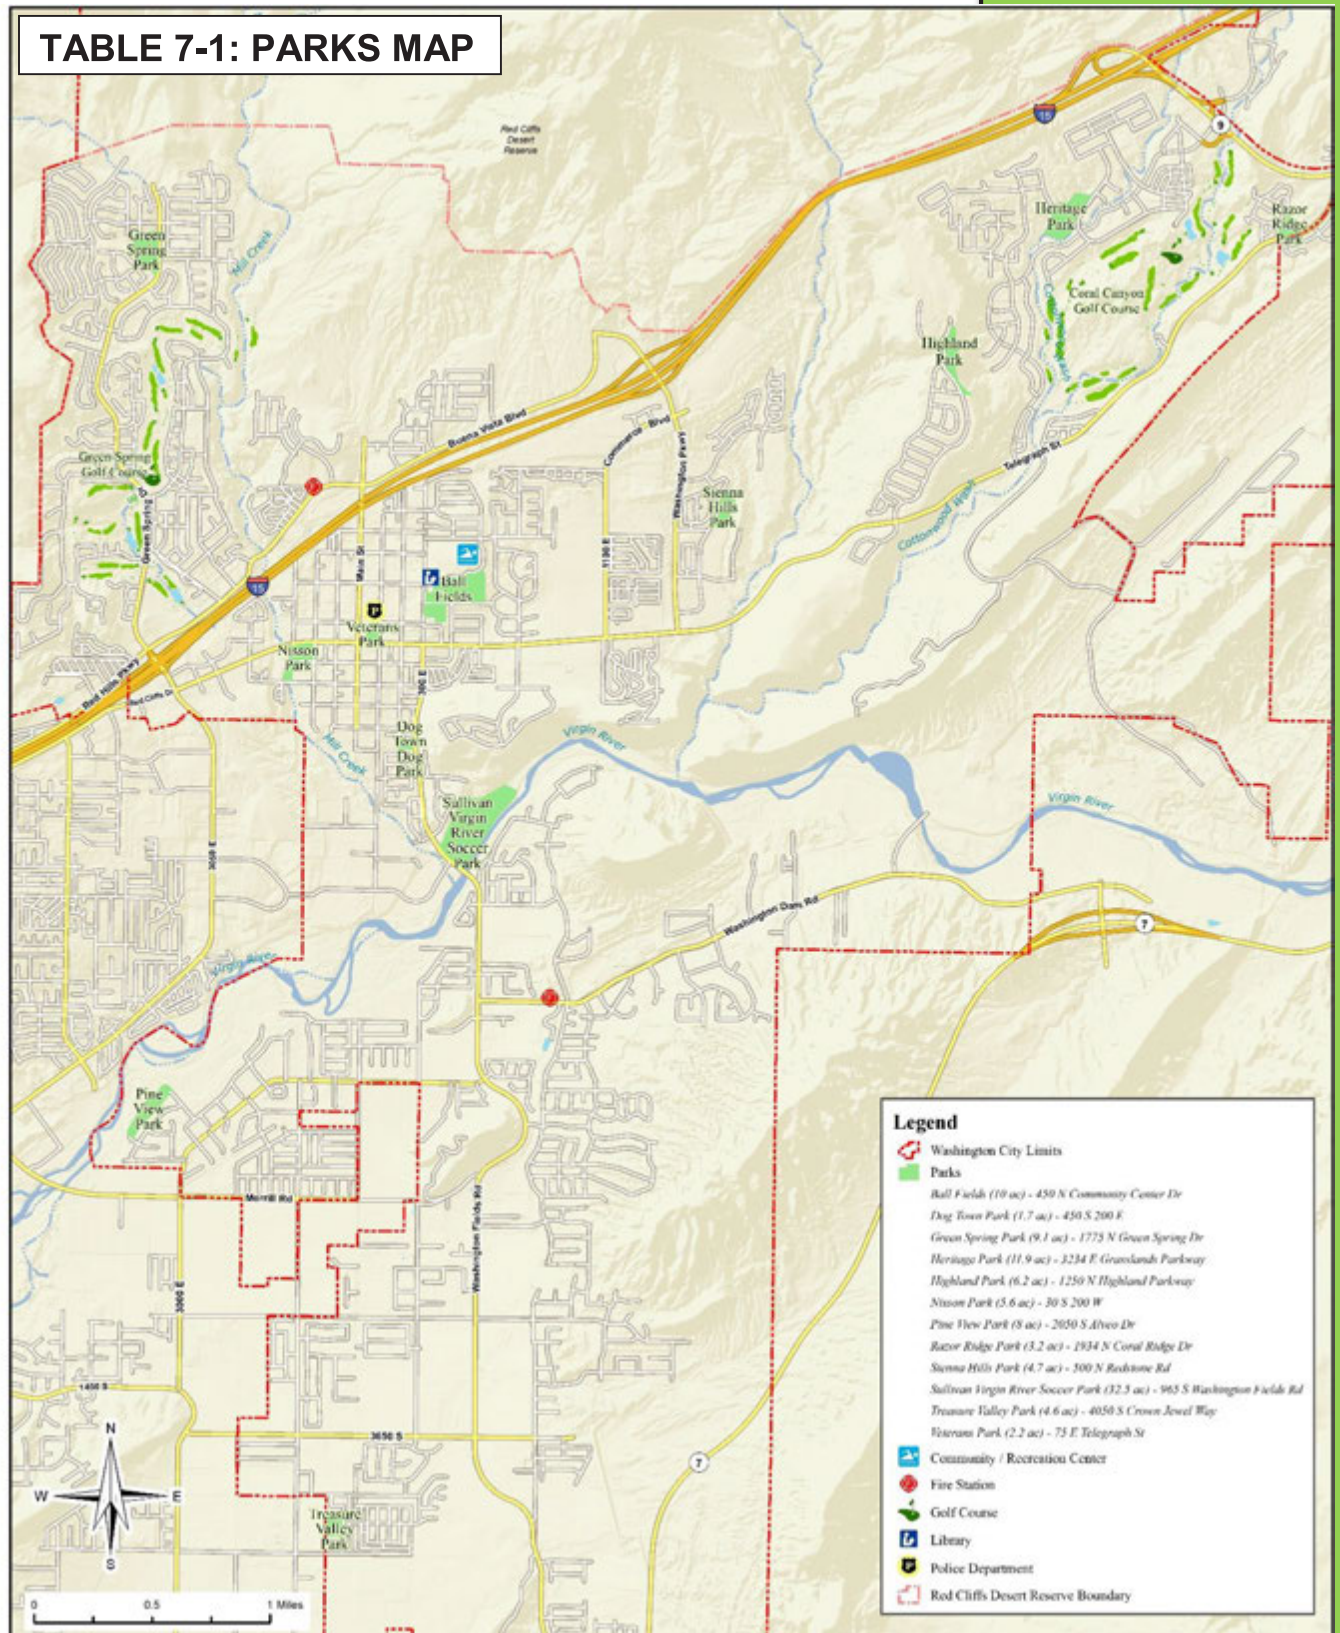 TABLE 7-1: PARKS MAP
Red Cliffs
Desert
Reserve
15
9
Green
Spring
Park
Mill Creek
Heritage
Park
Razor
Ridge
Park
Coral Canyon
Golf Course
Highland
Park
Buena Vista Blvd
Commerce Blvd
Washington Pkwy
Telegraph St
Green Spring
Golf Course
Green Spring Dr
Sienna
Hills
Park
Cottonwood Wash
Main St
1100 E
15
Ball
Fields
Veterans
Park
Nisson
Park
Red Hills Pkwy
Red Cliffs Dr
300 E
Dog
Town
Dog
Park
Mill Creek
Virgin River
Virgin River
Sullivan
Virgin
River
Soccer
Park
3050 E
Washington Dam Rd
7
Virgin River
Pine
View
Park
Merrill Rd
Washington Fields Rd
3000 E
1450 S
3650 S
7
Treasure
Valley
Park
N
W E
S
0 0.5 1 Miles
Legend
Washington City Limits
Parks
Ball Fields (10 ac) - 450 N Community Center Dr
Dog Town Park (1.7 ac) - 450 S 200 E
Green Spring Park (9.1 ac) - 1775 N Green Spring Dr
Heritage Park (11.9 ac) - 3234 E Grasslands Parkway
Highland Park (6.2 ac) - 1250 N Highland Parkway
Nisson Park (5.6 ac) - 30 S 200 W
Pine View Park (8 ac) - 2050 S Alveo Dr
Razor Ridge Park (3.2 ac) - 1934 N Coral Ridge Dr
Sienna Hills Park (4.7 ac) - 500 N Redstone Rd
Sullivan Virgin River Soccer Park (32.5 ac) - 965 S Washington Fields Rd
Treasure Valley Park (4.6 ac) - 4050 S Crown Jewel Way
Veterans Park (2.2 ac) - 75 E Telegraph St
Community / Recreation Center
Fire Station
Golf Course
Library
Police Department
Red Cliffs Desert Reserve Boundary